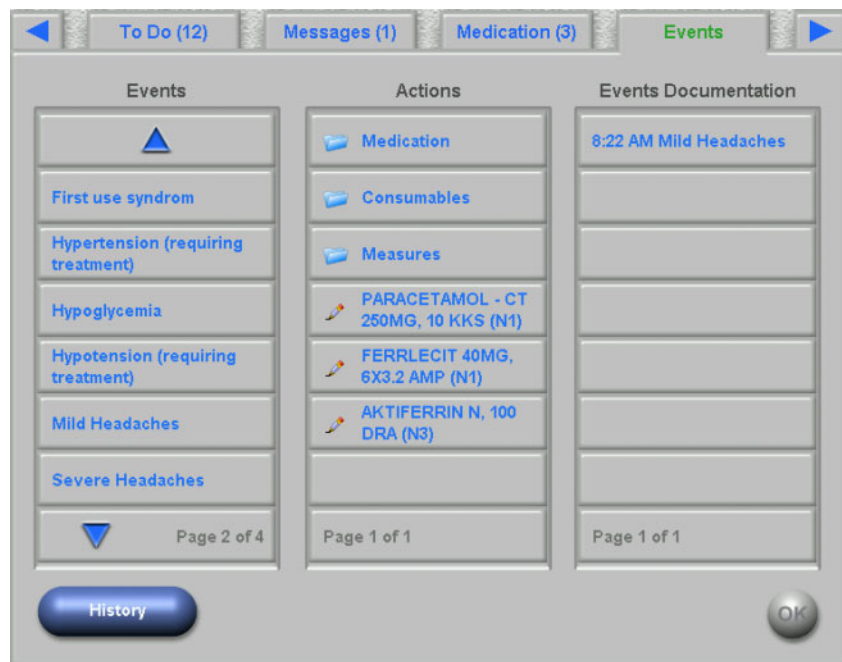 To Do (12)
Messages (1)
Medication (3)
Events
Events
Actions
Events Documentation
First use syndrom
Hypertension (requiring
treatment)
Hypoglycemia
Hypotension (requiring
treatment)
Mild Headaches
Severe Headaches
Page 2 of 4
Medication
Consumables
Measures
PARACETAMOL - CT
250MG, 10 KKS (N1)
FERRLECIT 40MG,
6X3.2 AMP (N1)
AKTIFERRIN N, 100
DRA (N3)
Page 1 of 1
8:22 AM Mild Headaches
Page 1 of 1
History
OK